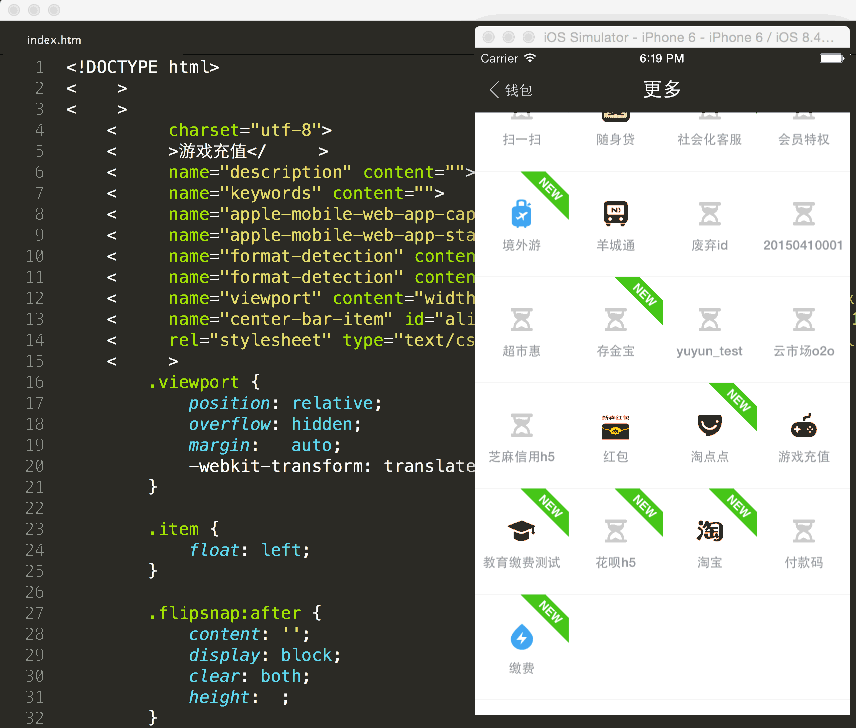 index.htm
1 <!DOCTYPE html>
2 < >
3 < >
4 < charset="utf-8">
5 < >游戏充值</ >
6 < name="description" content="">
7 < name="keywords" content="">
8 < name="apple-mobile-web-app-cap
9 < name="apple-mobile-web-app-sta
10 < name="format-detection" conten
11 < name="format-detection" conten
12 < name="viewport" content="width
13 < name="center-bar-item" id="ali
14 < rel="stylesheet" type="text/cs
15 < >
16 .viewport {
17 position: relative;
18 overflow: hidden;
19 margin: auto;
20 -webkit-transform: translate
21 }
22
23 .item {
24 float: left;
25 }
26
27 .flipsnap:after {
28 content: '';
29 display: block;
30 clear: both;
31 height: ;
32 }
iOS Simulator - iPhone 6 - iPhone 6 / iOS 8.4...
Carrier 6:19 PM
钱包 更多
扫一扫 随身贷 社会化客服 会员特权
NEW
境外游 羊城通 废弃id 20150410001
NEW
超市惠 存金宝 yuyun_test 云市场o2o
NEW
芝麻信用h5 红包 淘点点 游戏充值
NEW NEW NEW
淘
教育缴费测试 花呗h5 淘宝 付款码
NEW
缴费